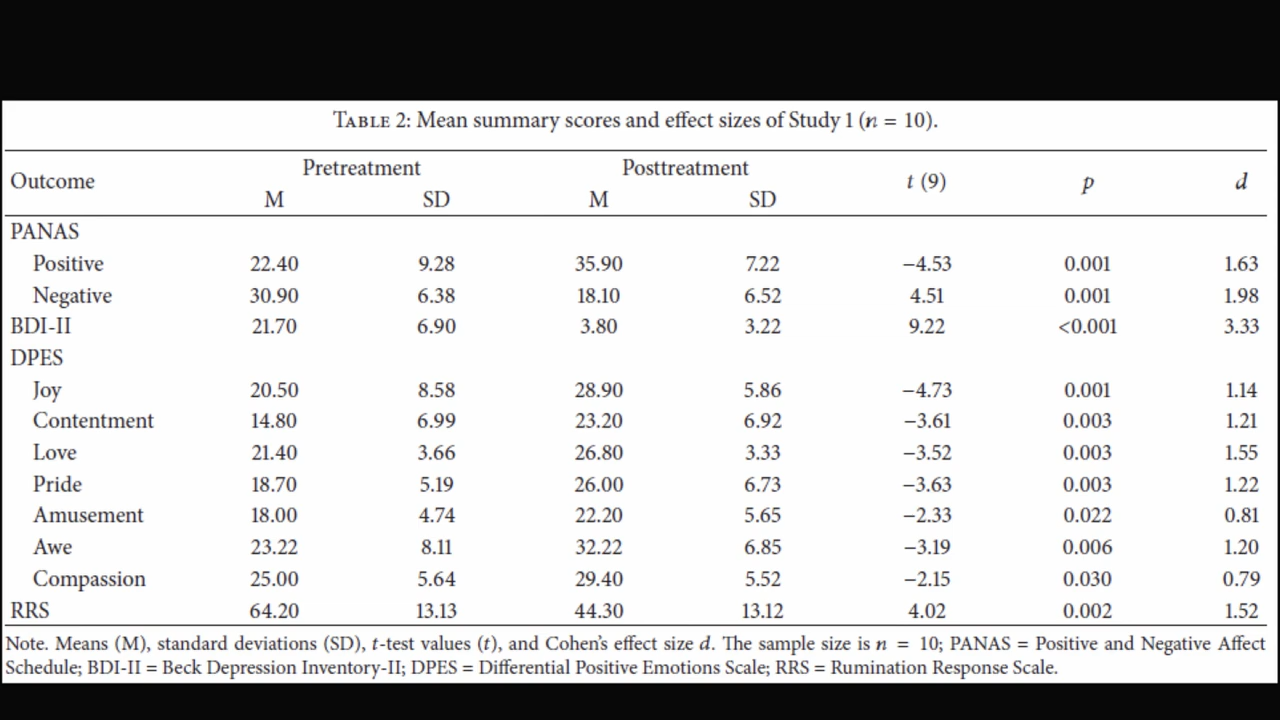 TABLE 2: Mean summary scores and effect sizes of Study 1 (n = 10).
Outcome Pretreatment Posttreatment t (9) p d
M SD M SD
PANAS
Positive 22.40 9.28 35.90 7.22 −4.53 0.001 1.63
Negative 30.90 6.38 18.10 6.52 4.51 0.001 1.98
BDI-II 21.70 6.90 3.80 3.22 9.22 <0.001 3.33
DPES
Joy 20.50 8.58 28.90 5.86 −4.73 0.001 1.14
Contentment 14.80 6.99 23.20 6.92 −3.61 0.003 1.21
Love 21.40 3.66 26.80 3.33 −3.52 0.003 1.55
Pride 18.70 5.19 26.00 6.73 −3.63 0.003 1.22
Amusement 18.00 4.74 22.20 5.65 −2.33 0.022 0.81
Awe 23.22 8.11 32.22 6.85 −3.19 0.006 1.20
Compassion 25.00 5.64 29.40 5.52 −2.15 0.030 0.79
RRS 64.20 13.13 44.30 13.12 4.02 0.002 1.52
Note. Means (M), standard deviations (SD), t-test values (t), and Cohen's effect size d. The sample size is n = 10; PANAS = Positive and Negative Affect
Schedule; BDI-II = Beck Depression Inventory-II; DPES = Differential Positive Emotions Scale; RRS = Rumination Response Scale.